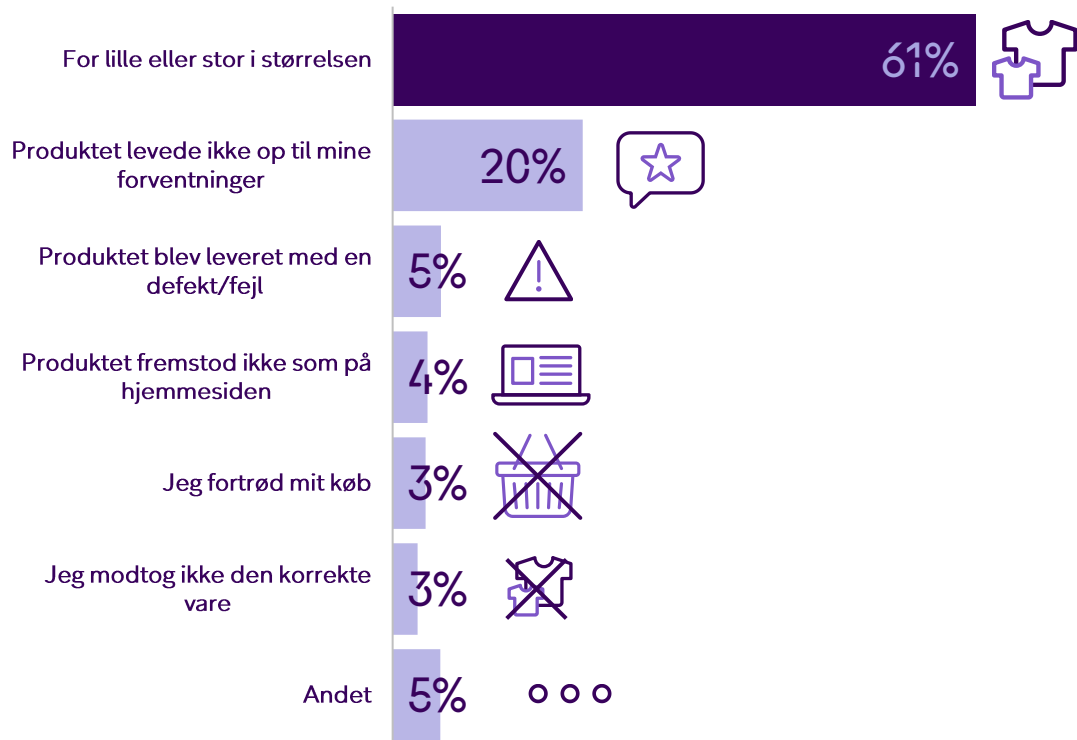 For lille eller stor i størrelsen
61%
Produktet levede ikke op til mine
forventninger
20%
Produktet blev leveret med en
defekt/fejl
5%
Produktet fremstod ikke som på
hjemmesiden
4%
Jeg fortrød mit køb
3%
Jeg modtog ikke den korrekte
vare
3%
Andet
5%